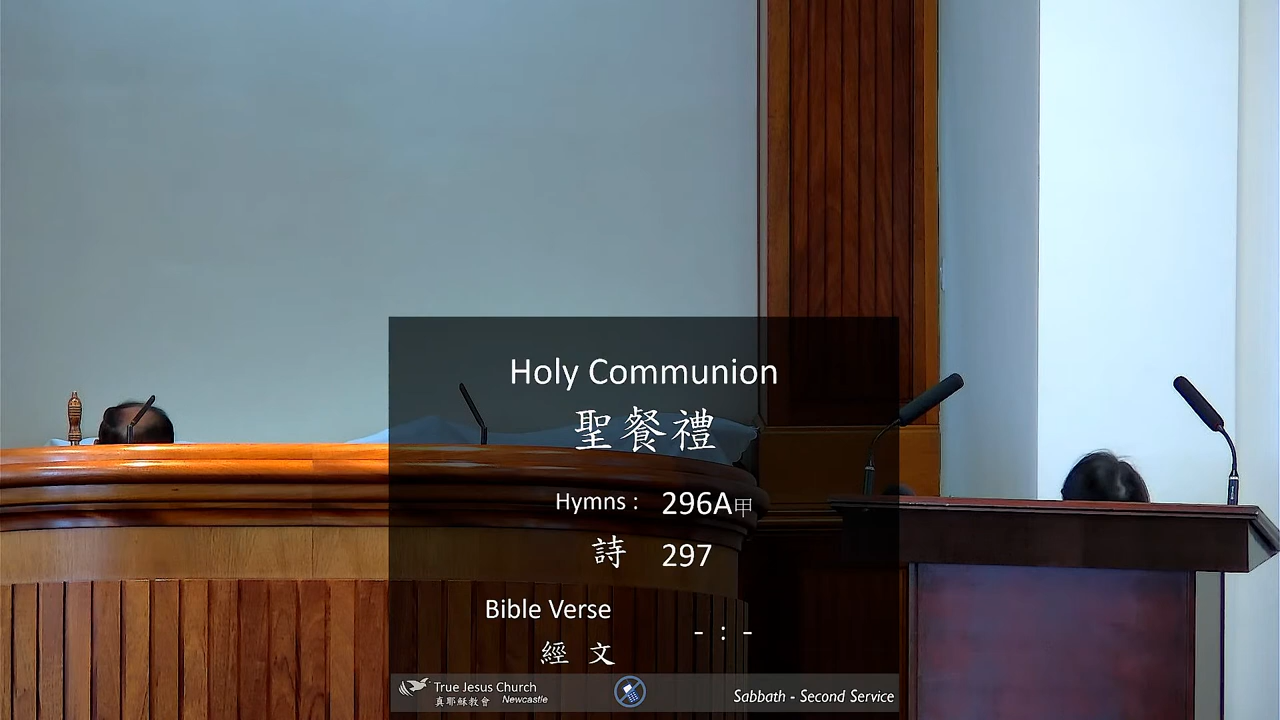 Holy Communion
聖餐禮
Hymns : 296A甲
詩 297
Bible Verse
- : -
經 文
True Jesus Church
真耶穌教會 Newcastle
Sabbath - Second Service